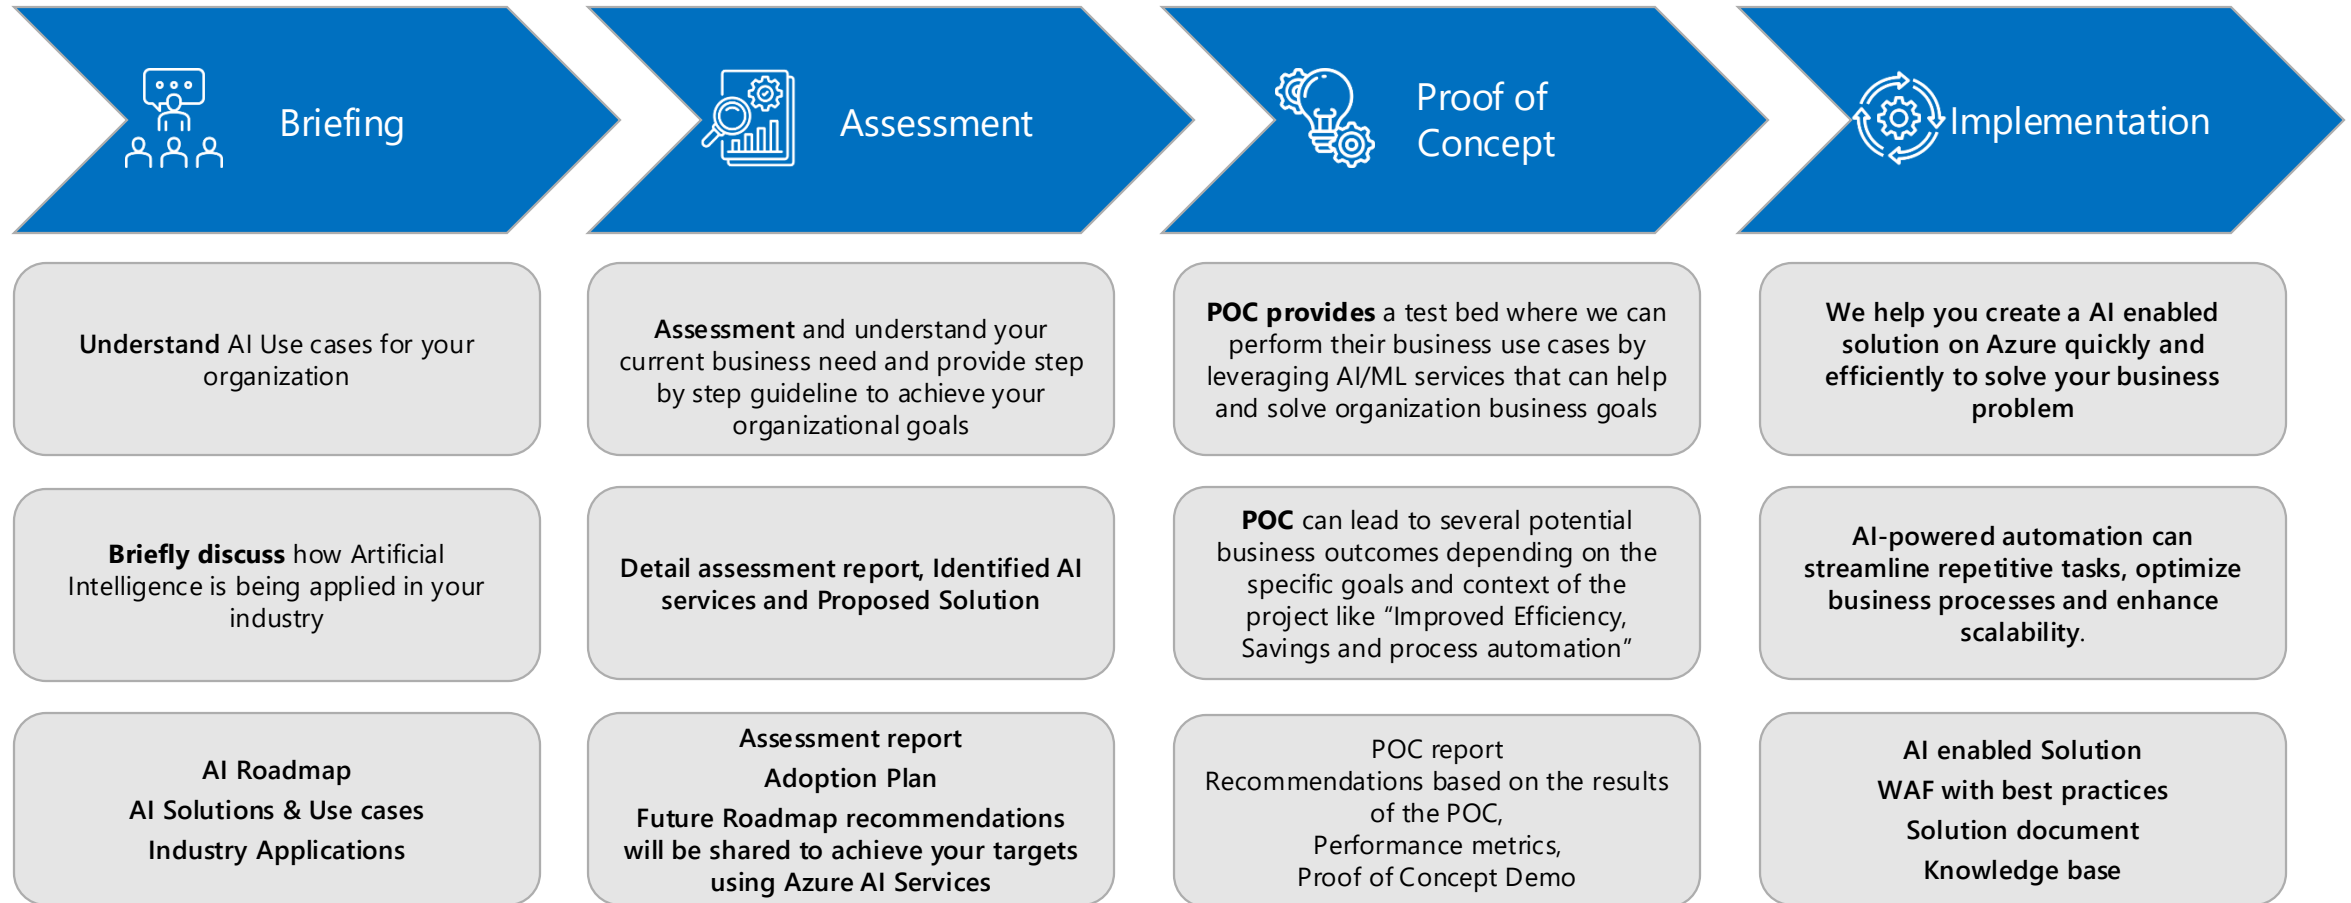 Briefing
Assessment
Proof of
Concept
Implementation
Understand AI Use cases for your
organization
Assessment and understand your
current business need and provide step
by step guideline to achieve your
organizational goals
POC provides a test bed where we can
perform their business use cases by
leveraging AI/ML services that can help
and solve organization business goals
We help you create a AI enabled
solution on Azure quickly and
efficiently to solve your business
problem
Briefly discuss how Artificial
Intelligence is being applied in your
industry
Detail assessment report, Identified AI
services and Proposed Solution
POC can lead to several potential
business outcomes depending on the
specific goals and context of the
project like “Improved Efficiency,
Savings and process automation”
AI-powered automation can
streamline repetitive tasks, optimize
business processes and enhance
scalability.
AI Roadmap
AI Solutions & Use cases
Industry Applications
Assessment report
Adoption Plan
Future Roadmap recommendations
will be shared to achieve your targets
using Azure AI Services
POC report
Recommendations based on the results
of the POC,
Performance metrics,
Proof of Concept Demo
AI enabled Solution
WAF with best practices
Solution document
Knowledge base